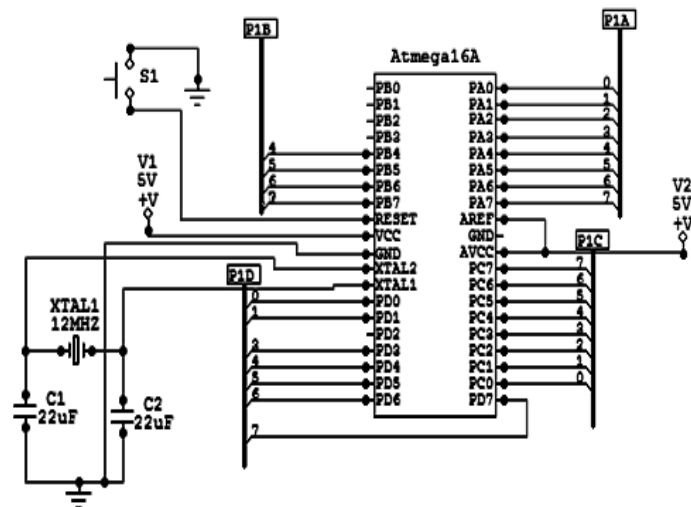 P1B
P1A
Atmega16A
S1
PB0 PA0 0
PB1 PA1 1
PB2 PA2 2
PB3 PA3 3
4 PB4 PA4 4
5 PB5 PA5 5
6 PB6 PA6 6
7 PB7 PA7 7
V1
5V
+V
V2
5V
+V
RESET AREF
VCC GND
GND AVCC
P1C
P1D
XTAL2 PC7 7
XTAL1 PC6 6
0 PD0 PC5 5
1 PD1 PC4 4
PD2 PC3 3
3 PD3 PC2 2
4 PD4 PC1 1
5 PD5 PC0 0
6 PD6 PD7
7
XTAL1
12MHZ
C1
22uF
C2
22uF